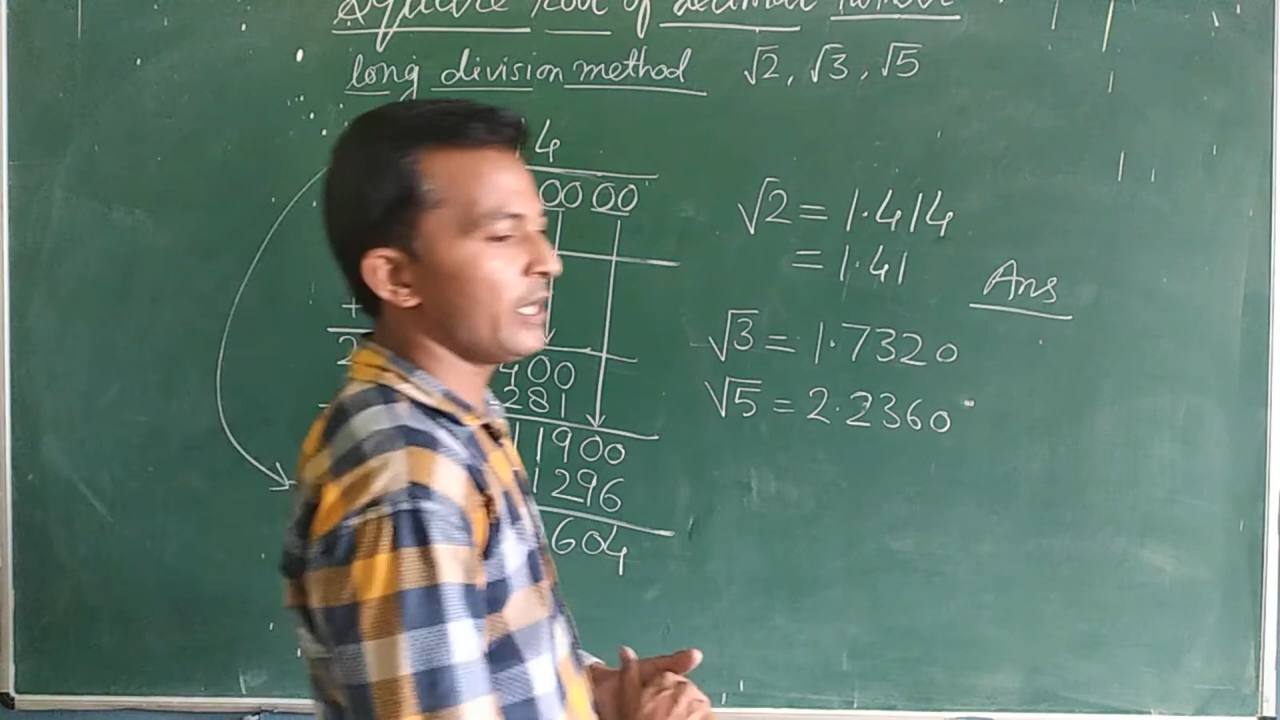 Square root of decimal number
long division method √2, √3, √5
4
00 00
+
2
400
281
11900
1296
604
√2 = 1.414
= 1.41
Ans
√3 = 1.7320
√5 = 2.2360